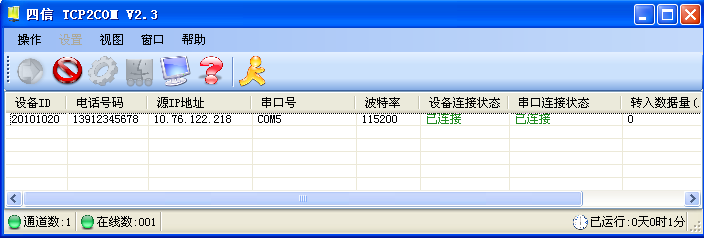 四信 TCP2COM V2.3
操作 设置 视图 窗口 帮助
设备ID 电话号码 源IP地址 串口号 波特率 设备连接状态 串口连接状态 转入数据量(.
20101020 13912345678 10.76.122.218 COM5 115200 已连接 已连接 0
通道数:1 在线数:001 已运行:0天0时1分